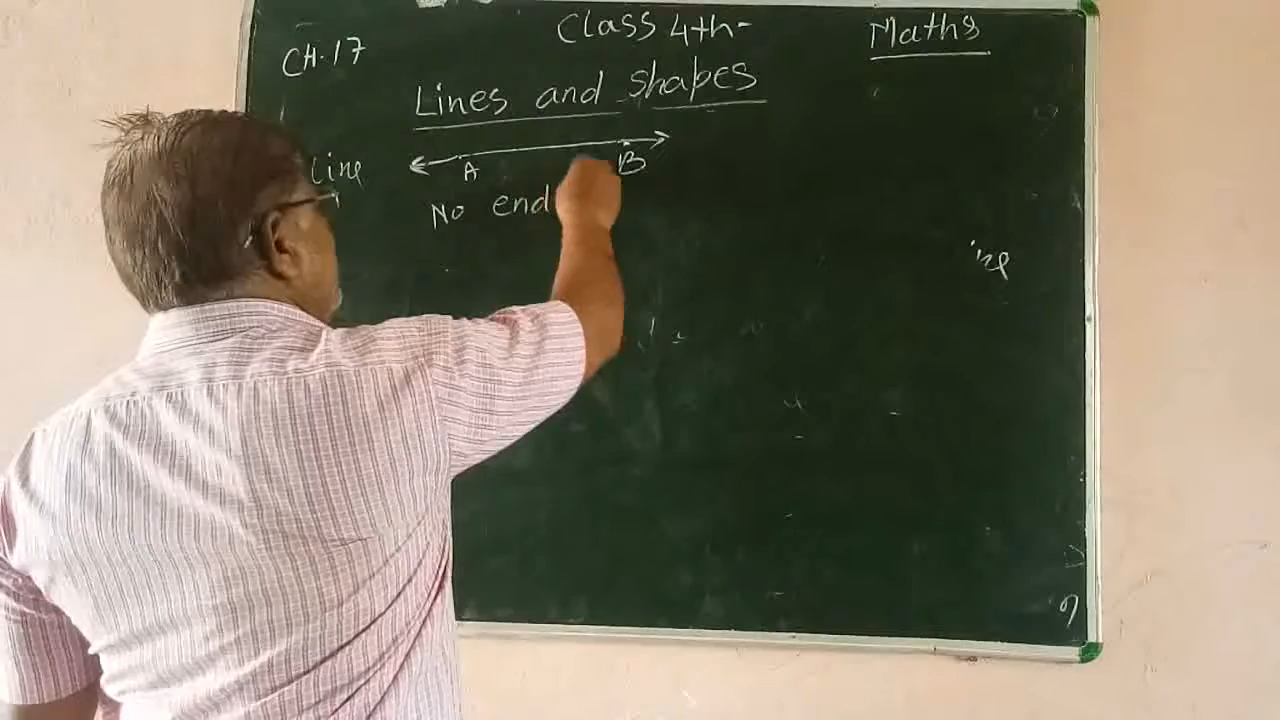 Class 4th-
Maths
CH.17
Lines and shapes
Line
A B
No end